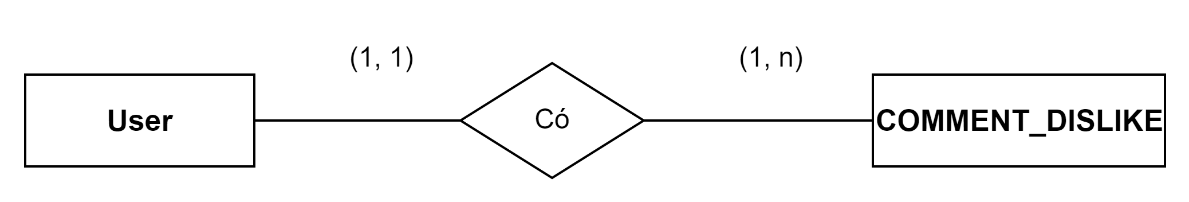 (1, 1)
(1, n)
User
Có
COMMENT_DISLIKE